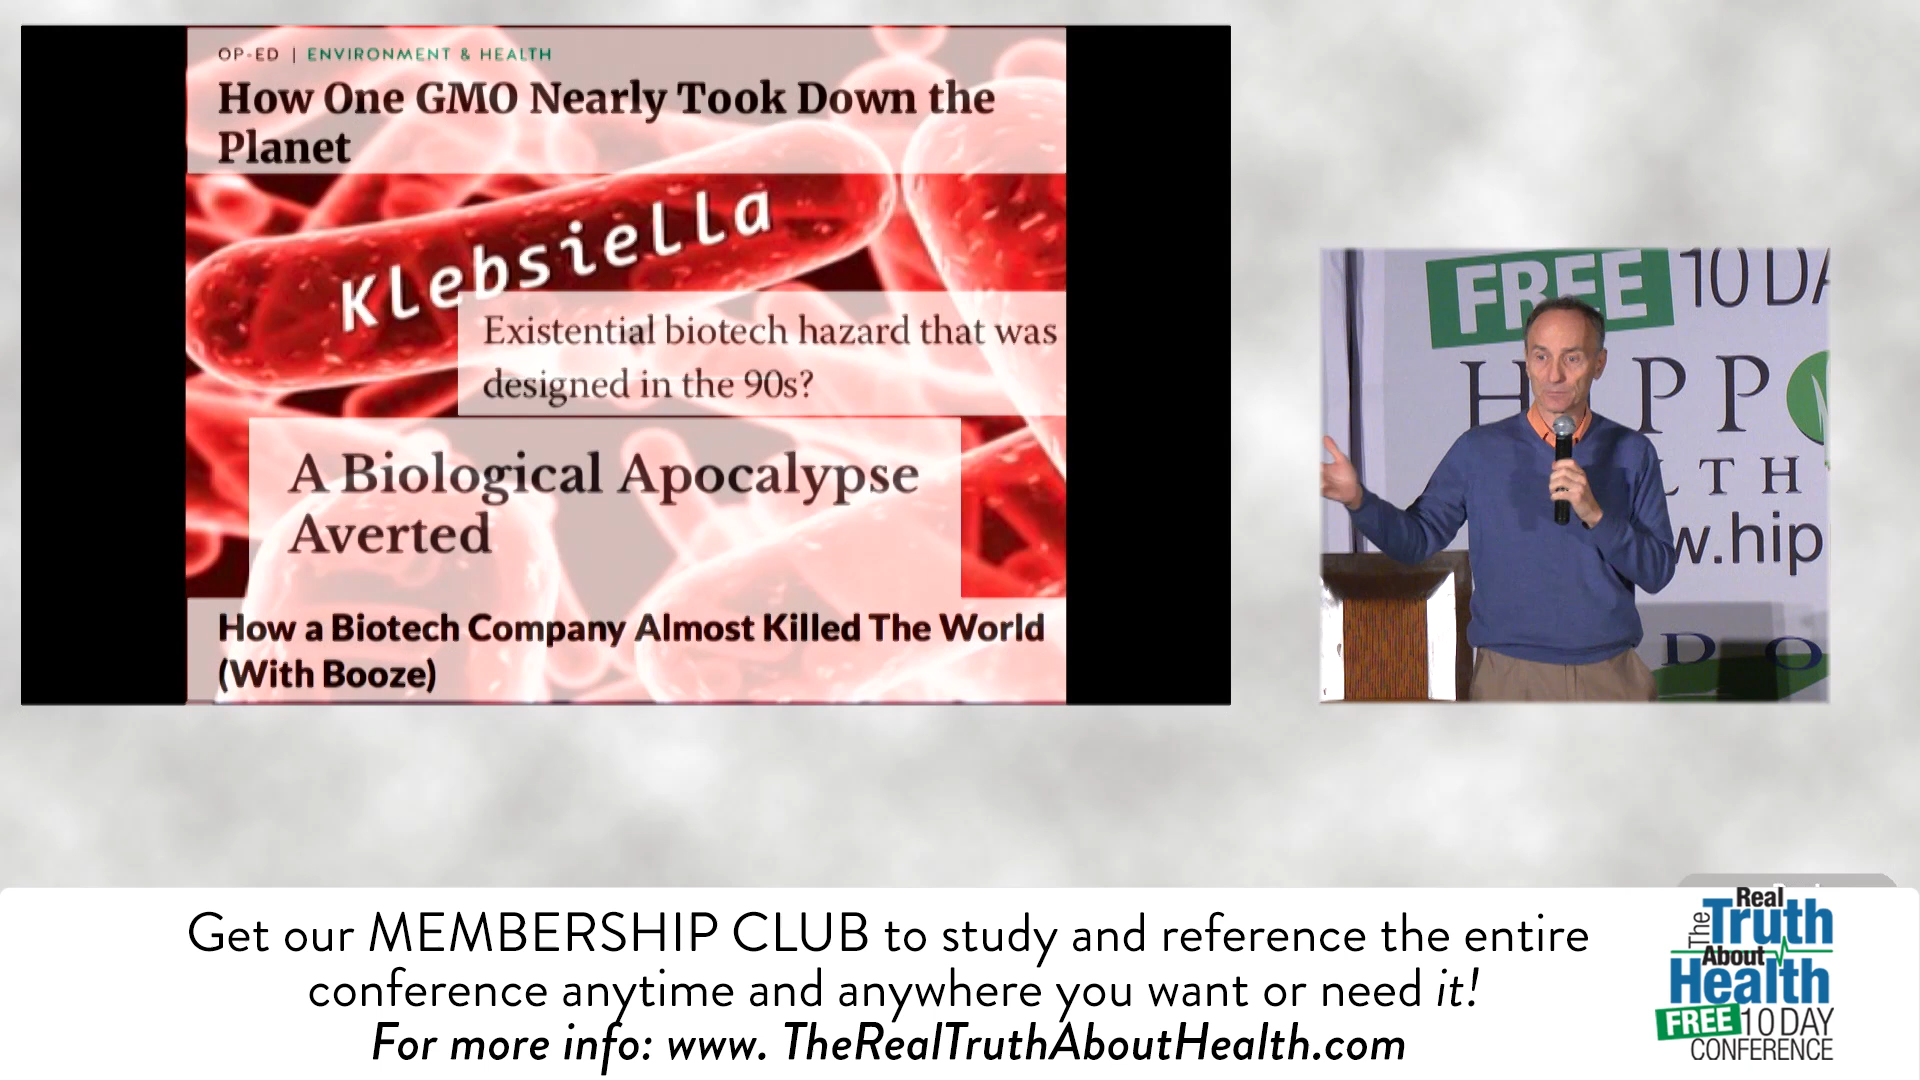 OP-ED | ENVIRONMENT & HEALTH
How One GMO Nearly Took Down the
Planet
Klebsiella
Existential biotech hazard that was
designed in the 90s?
A Biological Apocalypse
Averted
How a Biotech Company Almost Killed The World
(With Booze)
FREE 10 DA
H PP
LTH
w.hip
D O
Get our MEMBERSHIP CLUB to study and reference the entire
conference anytime and anywhere you want or need it!
For more info: www. TheRealTruthAboutHealth.com
The Real
Truth
About
Health
FREE 10 DAY
CONFERENCE